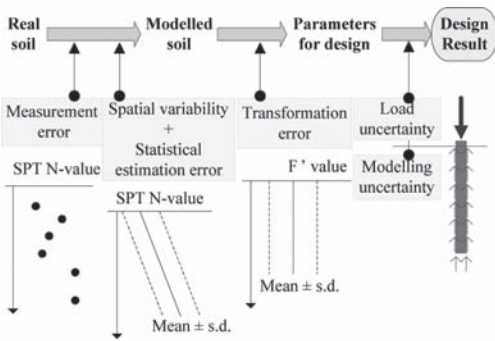 Real
soil
Modelled
soil
Parameters
for design
Design
Result
Measurement
error
Spatial variability
+
Statistical
estimation error
Transformation
error
Load
uncertainty
Modelling
uncertainty
SPT N-value
SPT N-value
Mean ± s.d.
F' value
Mean ± s.d.